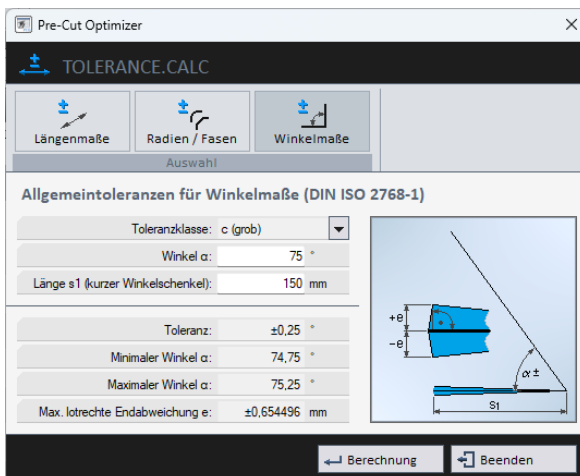 Pre-Cut Optimizer
TOLERANCE.CALC
Längenmaße
Radien / Fasen
Winkelmaße
Auswahl
Allgemeintoleranzen für Winkelmaße (DIN ISO 2768-1)
Toleranzklasse: c (grob)
Winkel α: 75 °
Länge s1 (kurzer Winkelschenkel): 150 mm
Toleranz: ±0,25 °
Minimaler Winkel α: 74,75 °
Maximaler Winkel α: 75,25 °
Max. lotrechte Endabweichung e: ±0,654496 mm
+e
-e
α ±
S1
Berechnung
Beenden